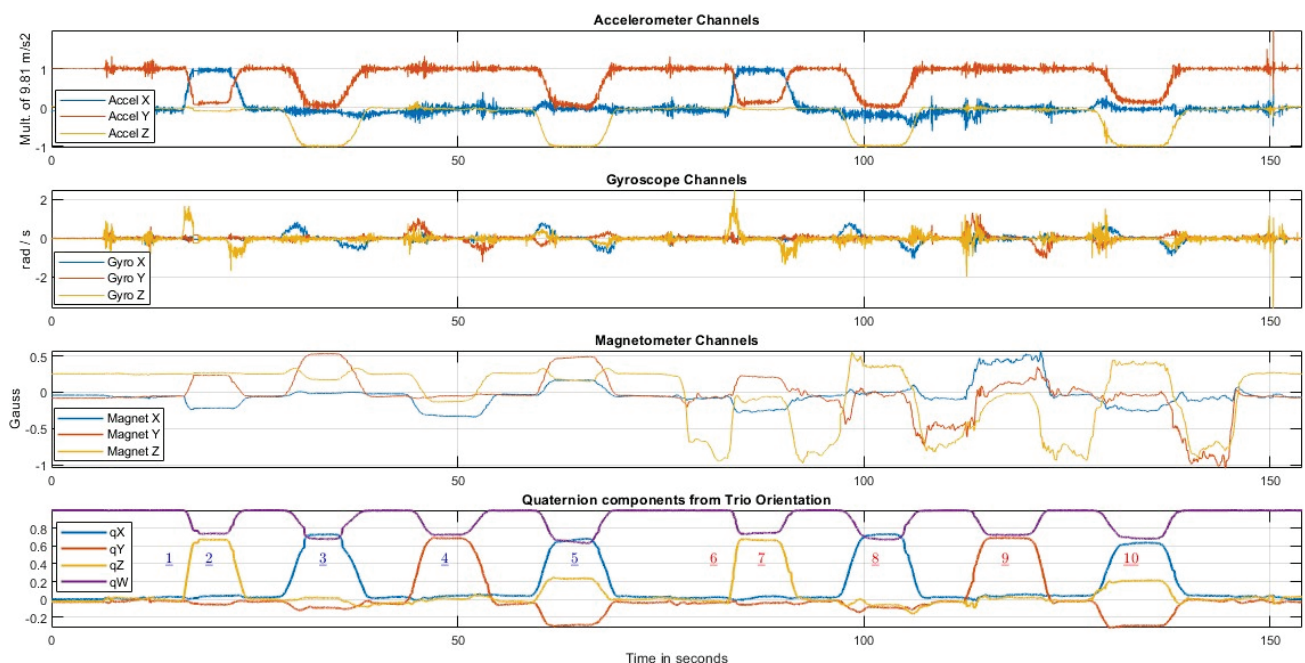 Accelerometer Channels
Mult. of 9.81 m/s2
1
0
-1
Accel X
Accel Y
Accel Z
0
50
100
150
Gyroscope Channels
rad / s
2
0
-2
Gyro X
Gyro Y
Gyro Z
0
50
100
150
Magnetometer Channels
Gauss
0.5
0
-0.5
-1
Magnet X
Magnet Y
Magnet Z
0
50
100
150
Quaternion components from Trio Orientation
0.8
0.6
0.4
0.2
0
-0.2
qX
qY
qZ
qW
1 2 3 4 5 6 7 8 9 10
0
50
100
150
Time in seconds